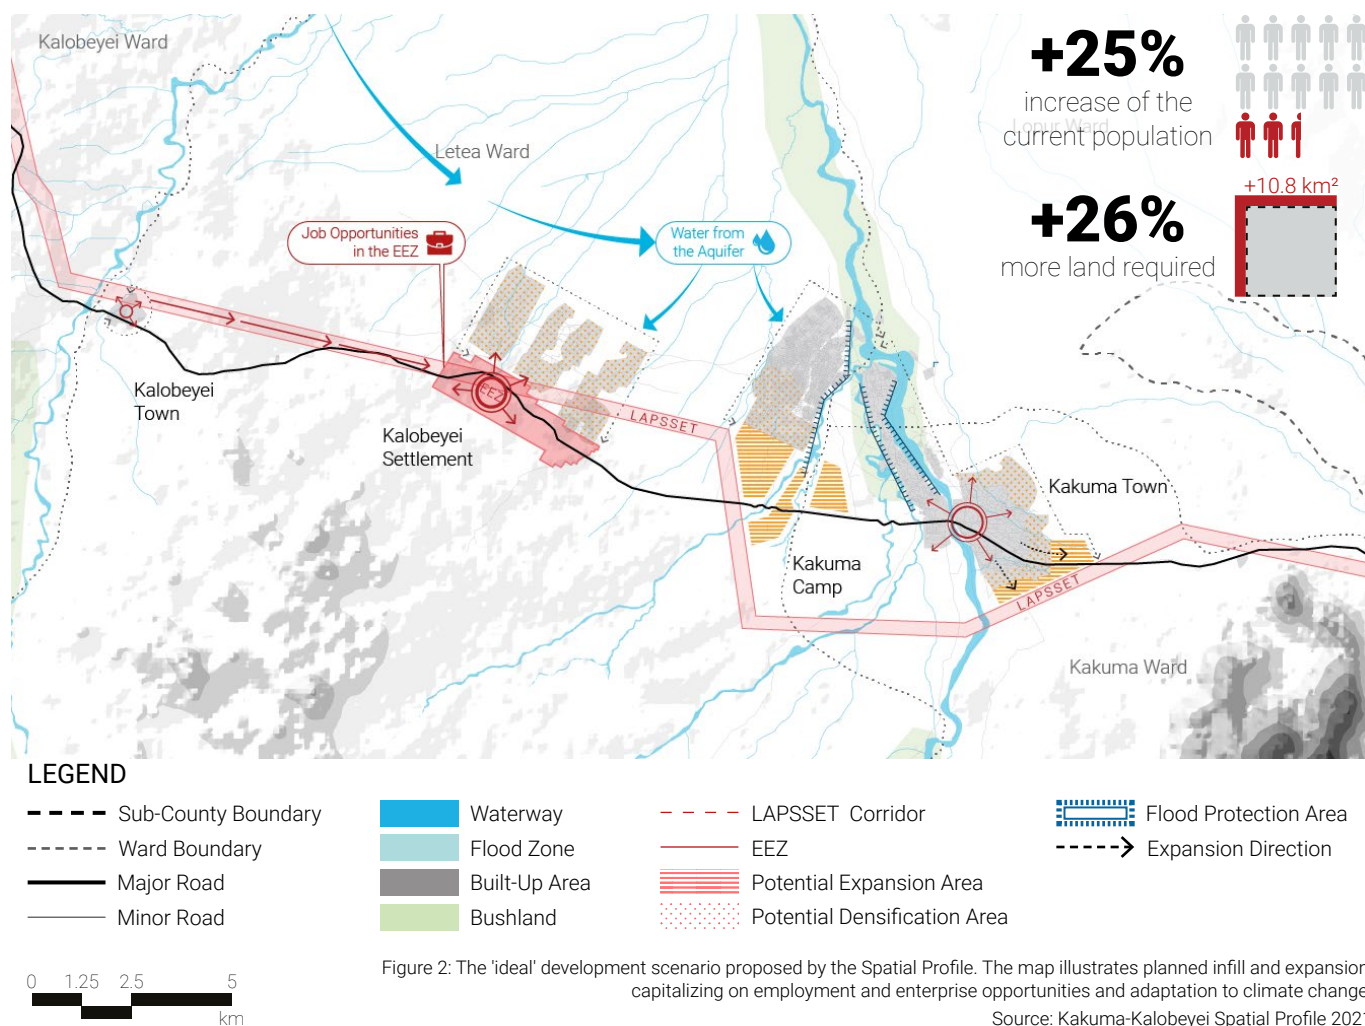 Kalobeyei Ward
+25%
increase of the
Lopur Ward
current population
Letea Ward
+10.8 km²
+26%
more land required
Job Opportunities
in the EEZ
Water from
the Aquifer
Kalobeyei
Town
EEZ
LAPSSET
Kalobeyei
Settlement
Kakuma Town
Kakuma
Camp
LAPSSET
Kakuma Ward
LEGEND
Sub-County Boundary
Ward Boundary
Major Road
Minor Road
Waterway
Flood Zone
Built-Up Area
Bushland
LAPSSET Corridor
EEZ
Potential Expansion Area
Potential Densification Area
Flood Protection Area
Expansion Direction
0 1.25 2.5 5
km
Figure 2: The 'ideal' development scenario proposed by the Spatial Profile. The map illustrates planned infill and expansion
capitalizing on employment and enterprise opportunities and adaptation to climate change
Source: Kakuma-Kalobeyei Spatial Profile 202